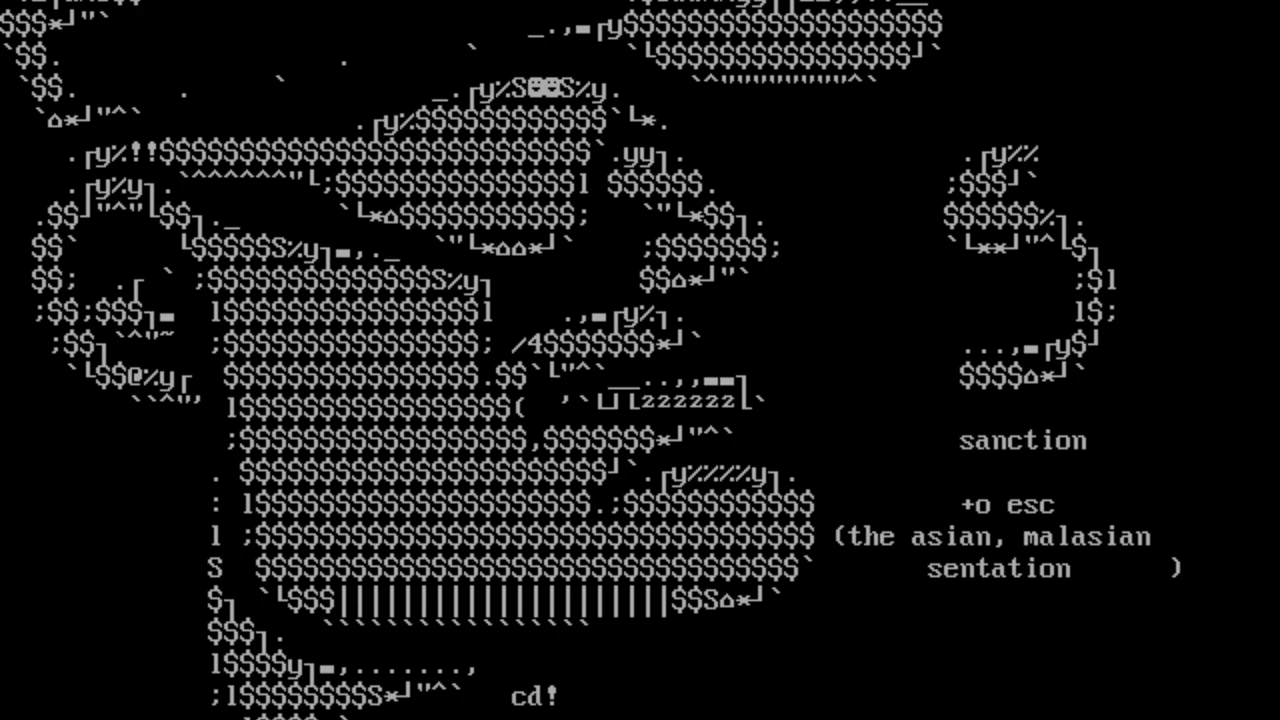 sanction
+o esc
(the asian, malasian
sentation )
cd!